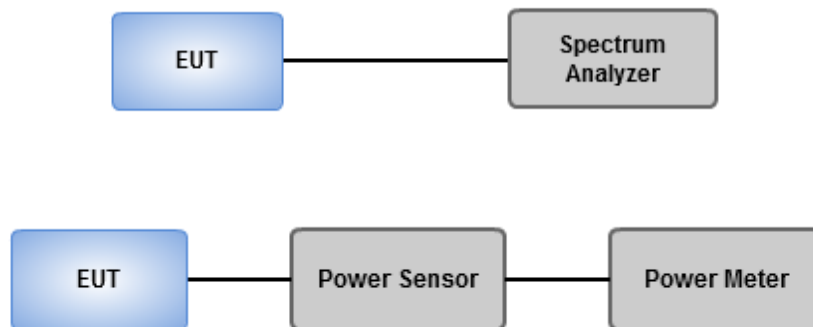 EUT
Spectrum
Analyzer
EUT
Power Sensor
Power Meter